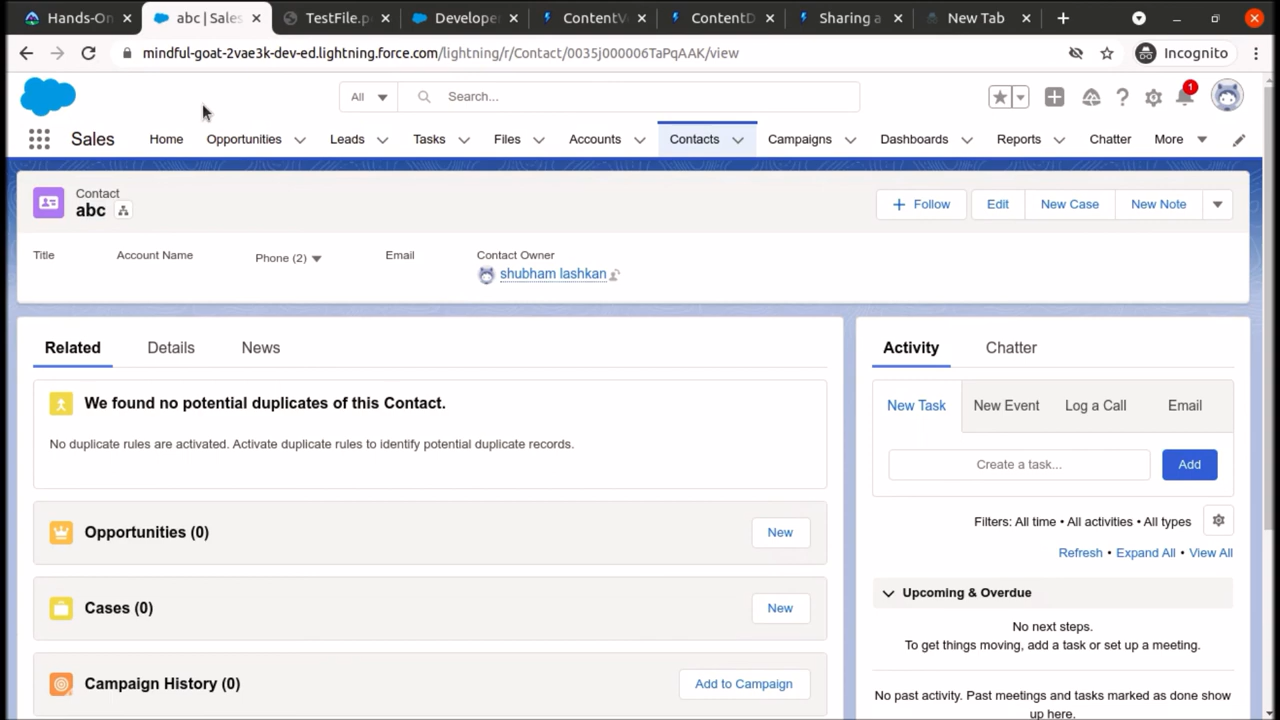 Hands-On
abc | Sales
TestFile.p
Developer
ContentV
ContentD
Sharing a
New Tab
mindful-goat-2vae3k-dev-ed.lightning.force.com/lightning/r/Contact/0035j000006TaPqAAK/view
Incognito
All
Search...
1
Sales
Home
Opportunities
Leads
Tasks
Files
Accounts
Contacts
Campaigns
Dashboards
Reports
Chatter
More
Contact
abc
Follow
Edit
New Case
New Note
Title
Account Name
Phone (2)
Email
Contact Owner
shubham lashkan
Related
Details
News
We found no potential duplicates of this Contact.
No duplicate rules are activated. Activate duplicate rules to identify potential duplicate records.
Opportunities (0)
New
Cases (0)
New
Campaign History (0)
Add to Campaign
Activity
Chatter
New Task
New Event
Log a Call
Email
Create a task...
Add
Filters: All time • All activities • All types
Refresh • Expand All • View All
Upcoming & Overdue
No next steps.
To get things moving, add a task or set up a meeting.
No past activity. Past meetings and tasks marked as done show
up here.